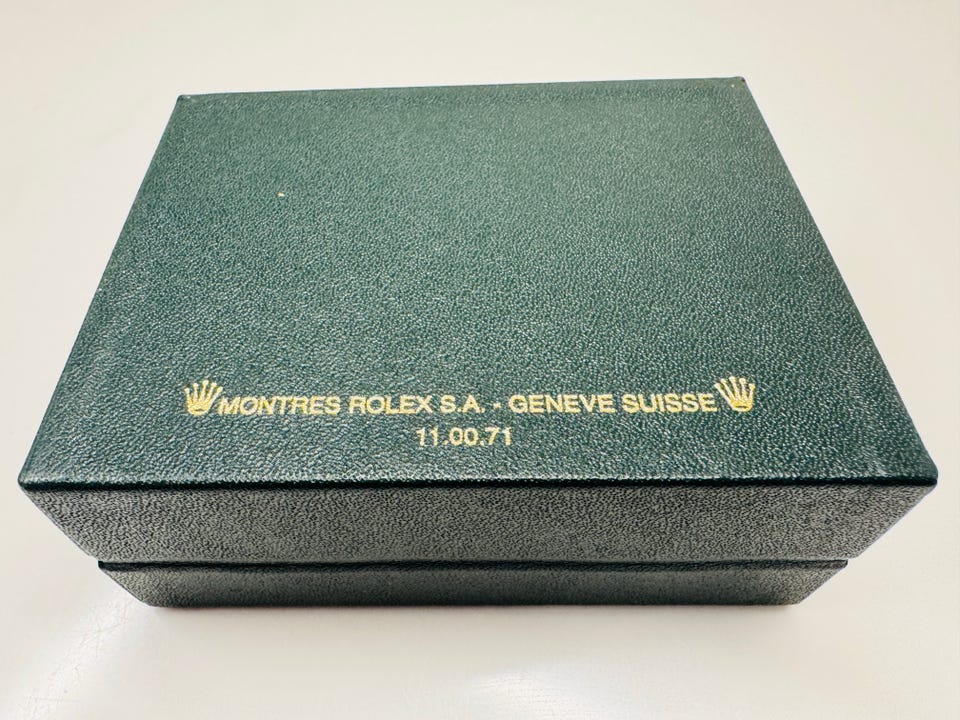 MONTRES ROLEX S.A. - GENEVE SUISSE
11.00.71